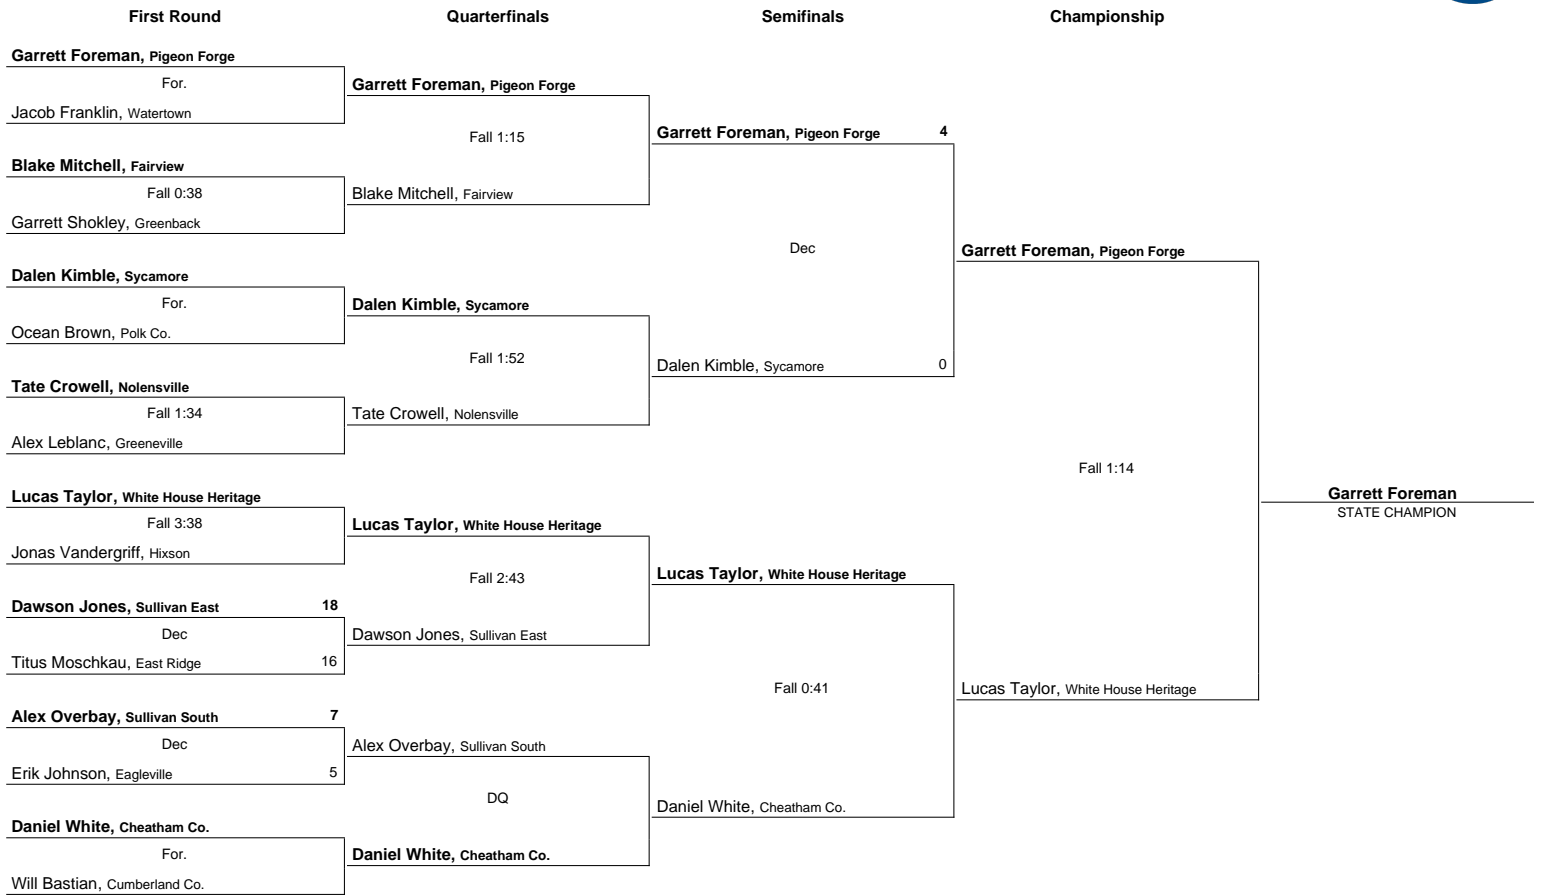 First Round Quarterfinals Semifinals Championship
Garrett Foreman, Pigeon Forge
For.
Jacob Franklin, Watertown
Blake Mitchell, Fairview
Fall 0:38
Garrett Shokley, Greenback
Dalen Kimble, Sycamore
For.
Ocean Brown, Polk Co.
Tate Crowell, Nolensville
Fall 1:34
Alex Leblanc, Greeneville
Lucas Taylor, White House Heritage
Fall 3:38
Jonas Vandergriff, Hixson
Dawson Jones, Sullivan East 18
Dec
Titus Moschkau, East Ridge 16
Alex Overbay, Sullivan South 7
Dec
Erik Johnson, Eagleville 5
Daniel White, Cheatham Co.
For.
Will Bastian, Cumberland Co.
Garrett Foreman, Pigeon Forge
Fall 1:15
Blake Mitchell, Fairview
Dalen Kimble, Sycamore
Fall 1:52
Tate Crowell, Nolensville
Lucas Taylor, White House Heritage
Fall 2:43
Dawson Jones, Sullivan East
Alex Overbay, Sullivan South
DQ
Daniel White, Cheatham Co.
Garrett Foreman, Pigeon Forge 4
Dec
Dalen Kimble, Sycamore 0
Lucas Taylor, White House Heritage
Fall 0:41
Daniel White, Cheatham Co.
Garrett Foreman, Pigeon Forge
Fall 1:14
Lucas Taylor, White House Heritage
Garrett Foreman
STATE CHAMPION